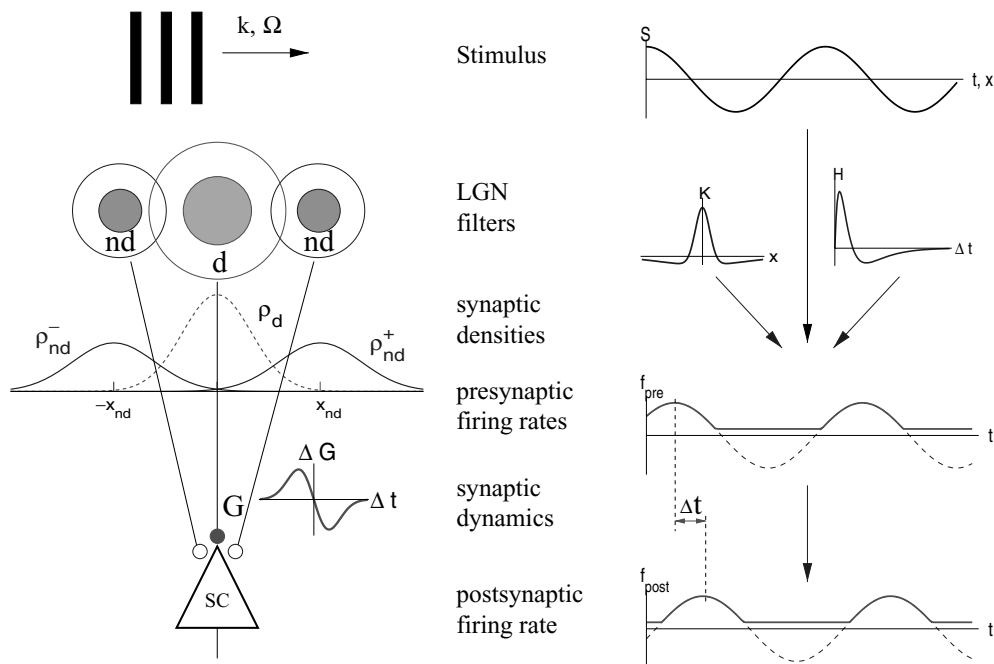 k, Ω
Stimulus
S
t, x
nd
d
nd
LGN
filters
K
x
H
Δ t
ρ_nd^-
ρ_d
ρ_nd^+
-x_nd
x_nd
synaptic
densities
presynaptic
firing rates
f_pre
t
Δ G
Δ t
G
synaptic
dynamics
Δt
SC
postsynaptic
firing rate
f_post
t